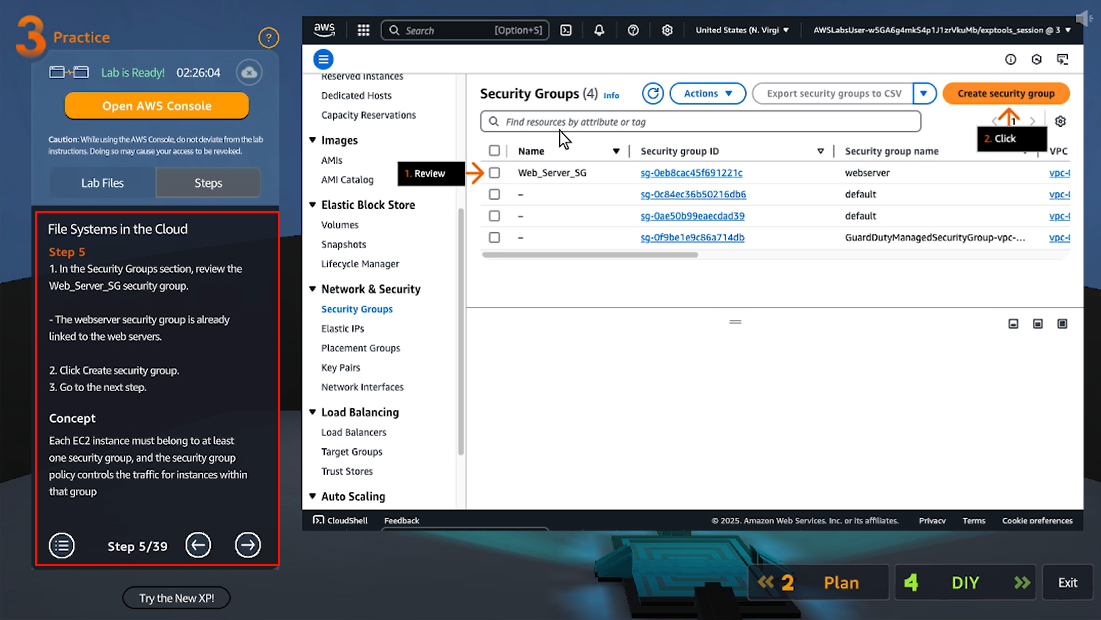 3 Practice
?
Lab is Ready! 02:26:04
Open AWS Console
Caution: While using the AWS Console, do not deviate from the lab
instructions. Doing so may cause your access to be revoked.
Lab Files
Steps
File Systems in the Cloud
Step 5
1. In the Security Groups section, review the
Web_Server_SG security group.
- The webserver security group is already
linked to the web servers.
2. Click Create security group.
3. Go to the next step.
Concept
Each EC2 instance must belong to at least
one security group, and the security group
policy controls the traffic for instances within
that group
Step 5/39
Try the New XP!
aws
Search [Option+S]
United States (N. Virgi
AWSLabsUser-w5GA6g4mkS4p1J1zrVkuMb/exptools_session @ 3
Reserved Instances
Dedicated Hosts
Capacity Reservations
Images
AMIs
AMI Catalog
Elastic Block Store
Volumes
Snapshots
Lifecycle Manager
Network & Security
Security Groups
Elastic IPs
Placement Groups
Key Pairs
Network Interfaces
Load Balancing
Load Balancers
Target Groups
Trust Stores
Auto Scaling
Security Groups (4) Info
Actions
Export security groups to CSV
Create security group
Find resources by attribute or tag
1
2. Click
1. Review
Name Security group ID Security group name VPC
Web_Server_SG sg-0eb8cac45f691221c webserver vpc-
– sg-0c84ec36b50216db6 default vpc-
– sg-0ae50b99eaecdad39 default vpc-
– sg-0f9be1e9c86a714db GuardDutyManagedSecurityGroup-vpc-... vpc-
CloudShell Feedback
© 2025, Amazon Web Services, Inc. or its affiliates. Privacy Terms Cookie preferences
2 Plan
4 DIY
Exit